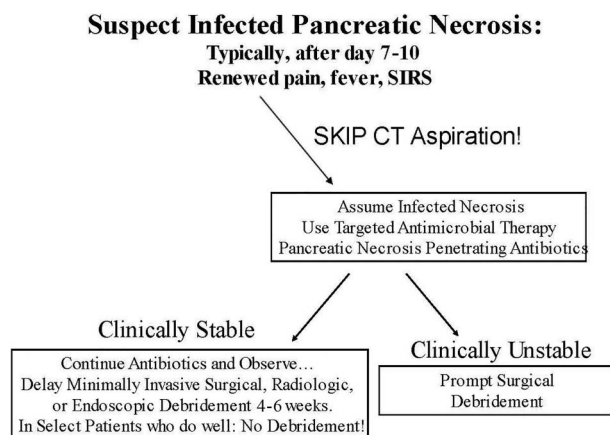 Suspect Infected Pancreatic Necrosis:
Typically, after day 7-10
Renewed pain, fever, SIRS
SKIP CT Aspiration!
Assume Infected Necrosis
Use Targeted Antimicrobial Therapy
Pancreatic Necrosis Penetrating Antibiotics
Clinically Stable
Continue Antibiotics and Observe…
Delay Minimally Invasive Surgical, Radiologic,
or Endoscopic Debridement 4-6 weeks.
In Select Patients who do well: No Debridement!
Clinically Unstable
Prompt Surgical
Debridement